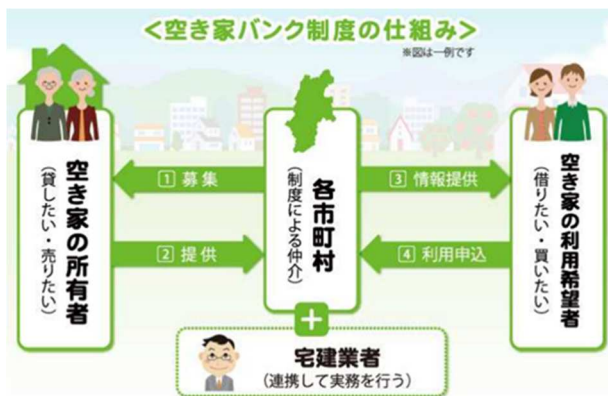 <空き家バンク制度の仕組み>
※図は一例です
空き家の所有者
(貸したい・売りたい)
1 募集
2 提供
各市町村
(制度による仲介)
3 情報提供
4 利用申込
空き家の利用希望者
(借りたい・買いたい)
+
宅建業者
(連携して実務を行う)